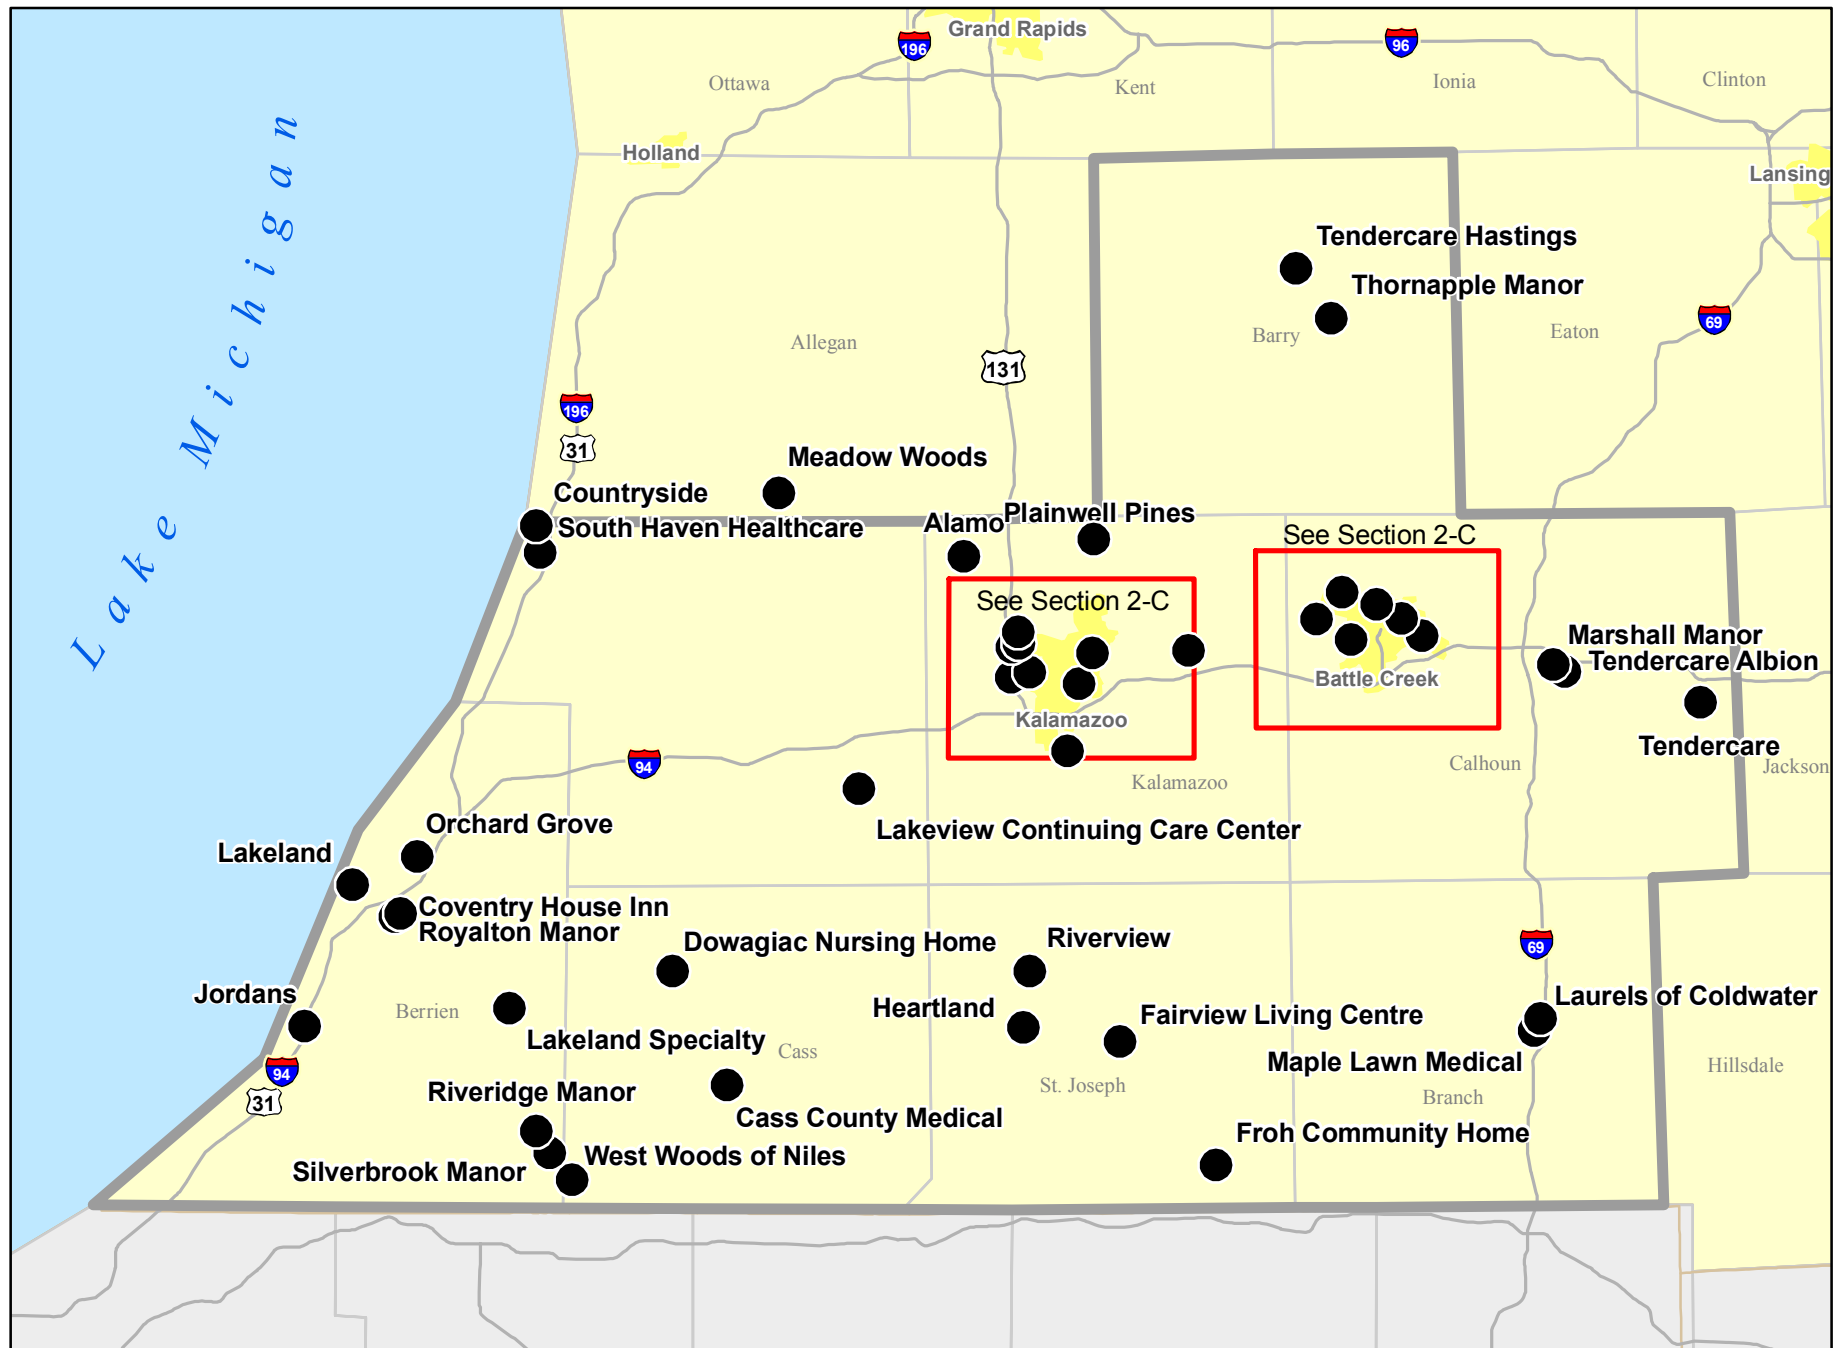 Grand Rapids
196
96
Ottawa
Kent
Ionia
Clinton
Holland
Lansing
Lake Michigan
Tendercare Hastings
Thornapple Manor
Allegan
Barry
Eaton
69
131
196
31
Meadow Woods
Countryside
South Haven Healthcare
Alamo
Plainwell Pines
See Section 2-C
See Section 2-C
Marshall Manor
Tendercare Albion
Battle Creek
Kalamazoo
Tendercare
94
Kalamazoo
Calhoun
Jackson
Orchard Grove
Lakeview Continuing Care Center
Lakeland
Coventry House Inn
Royalton Manor
Dowagiac Nursing Home
Riverview
69
Jordans
Berrien
Heartland
Fairview Living Centre
Laurels of Coldwater
Lakeland Specialty
Cass
Maple Lawn Medical
Hillsdale
94
31
Riveridge Manor
St. Joseph
Branch
Cass County Medical
Froh Community Home
Silverbrook Manor
West Woods of Niles